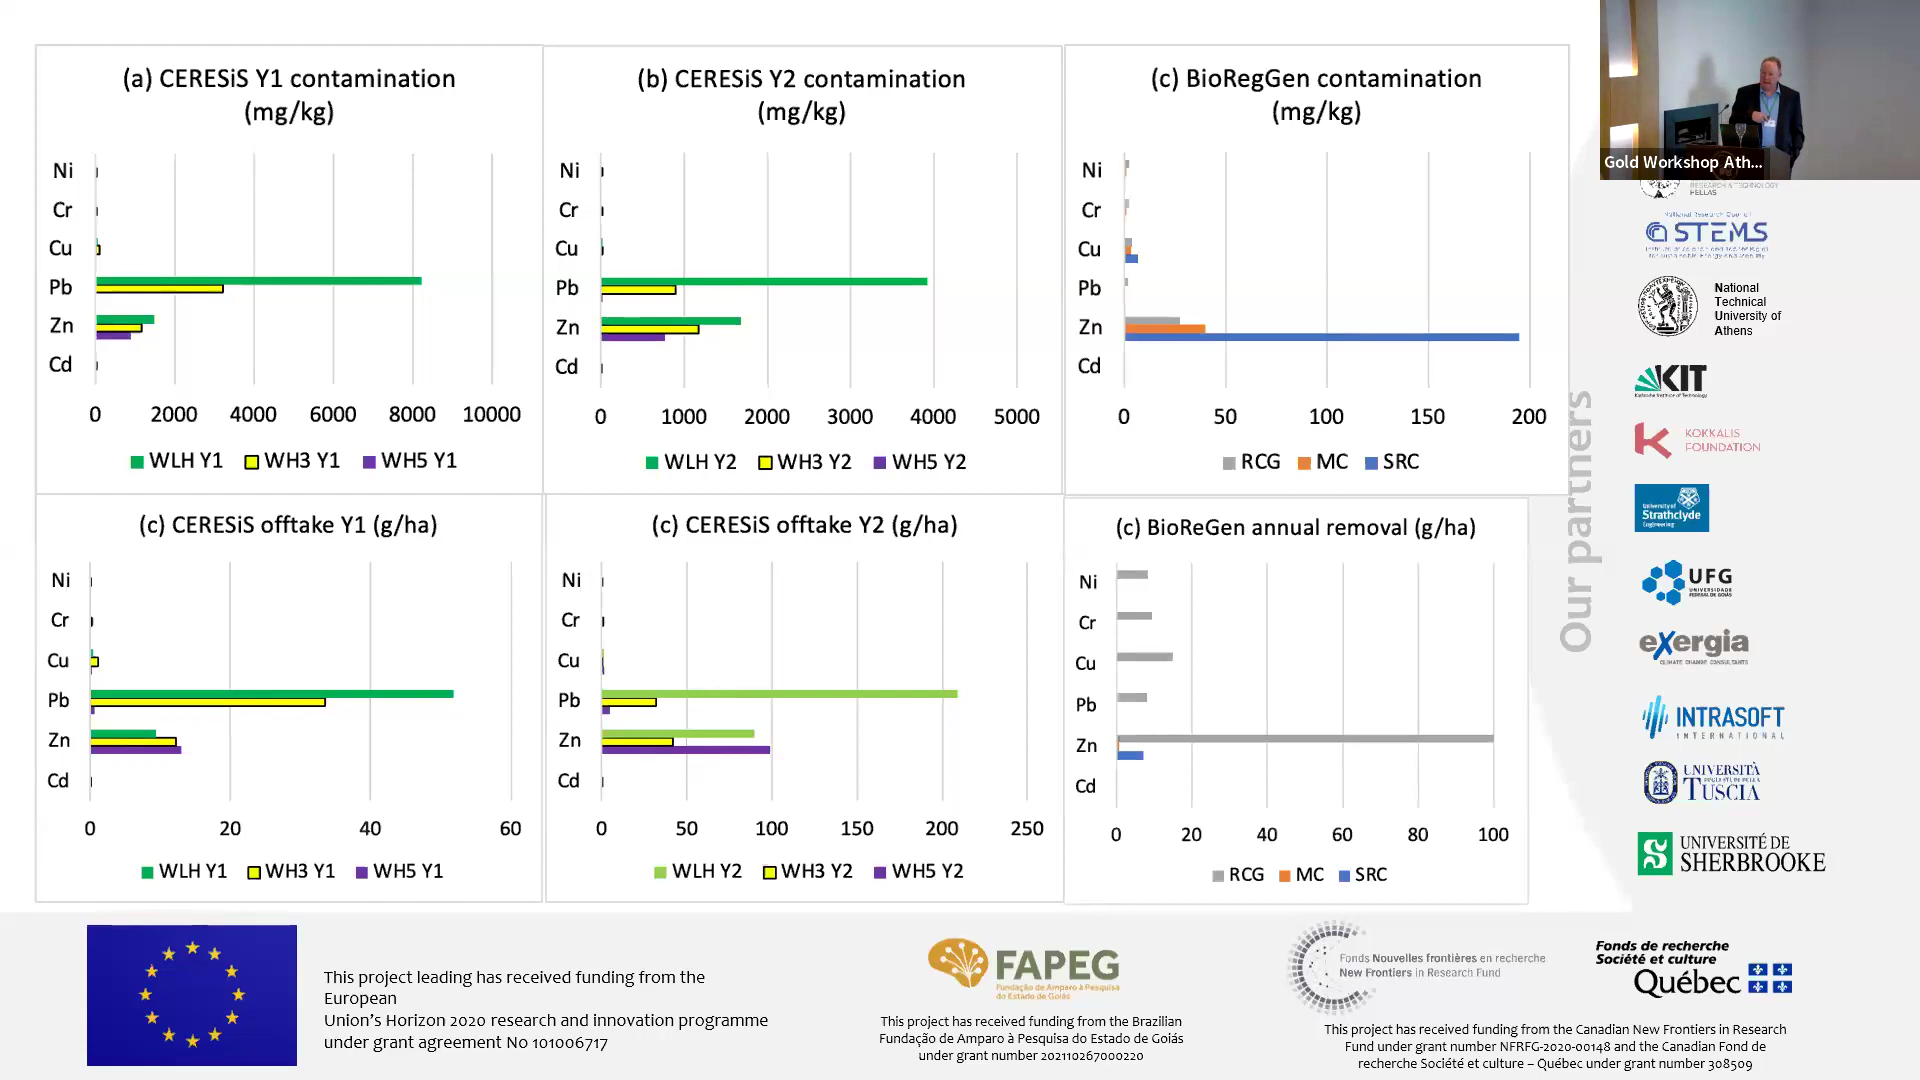 (a) CERESiS Y1 contamination
(mg/kg)
Ni
Cr
Cu
Pb
Zn
Cd
0 2000 4000 6000 8000 10000
WLH Y1 WH3 Y1 WH5 Y1
(b) CERESiS Y2 contamination
(mg/kg)
Ni
Cr
Cu
Pb
Zn
Cd
0 1000 2000 3000 4000 5000
WLH Y2 WH3 Y2 WH5 Y2
(c) BioRegGen contamination
(mg/kg)
Ni
Cr
Cu
Pb
Zn
Cd
0 50 100 150 200
RCG MC SRC
(c) CERESiS offtake Y1 (g/ha)
Ni
Cr
Cu
Pb
Zn
Cd
0 20 40 60
WLH Y1 WH3 Y1 WH5 Y1
(c) CERESiS offtake Y2 (g/ha)
Ni
Cr
Cu
Pb
Zn
Cd
0 50 100 150 200 250
WLH Y2 WH3 Y2 WH5 Y2
(c) BioReGen annual removal (g/ha)
Ni
Cr
Cu
Pb
Zn
Cd
0 20 40 60 80 100
RCG MC SRC
Gold Workshop Ath...
Our partners
HELLAS
STEMS
National
Technical
University of
Athens
KIT
Karlsruhe Institute of Technology
KOKKALIS
FOUNDATION
University of
Strathclyde
Engineering
UFG
UNIVERSIDADE
FEDERAL DE GOIÁS
eXergia
CLIMATE CHANGE CONSULTANTS
INTRASOFT
INTERNATIONAL
UNIVERSITÀ
TUSCIA
UNIVERSITÉ DE
SHERBROOKE
This project leading has received funding from the
European
Union's Horizon 2020 research and innovation programme
under grant agreement No 101006717
FAPEG
Fundação de Amparo à Pesquisa
do Estado de Goiás
This project has received funding from the Brazilian
Fundação de Amparo à Pesquisa do Estado de Goiás
under grant number 202110267000220
Fonds Nouvelles frontières en recherche
New Frontiers in Research Fund
Fonds de recherche
Société et culture
Québec
This project has received funding from the Canadian New Frontiers in Research
Fund under grant number NFRFG-2020-00148 and the Canadian Fond de
recherche Société et culture – Québec under grant number 308509